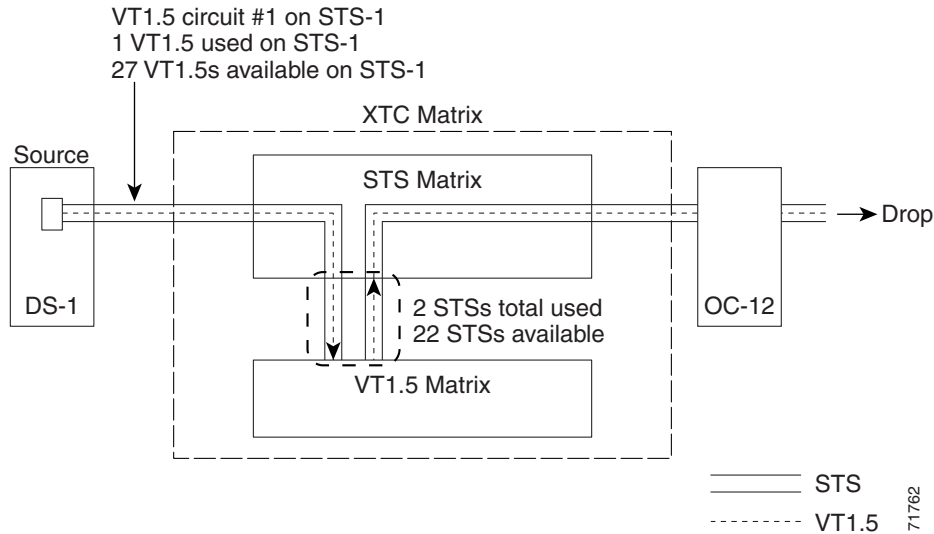 VT1.5 circuit #1 on STS-1
1 VT1.5 used on STS-1
27 VT1.5s available on STS-1
XTC Matrix
Source
STS Matrix
Drop
DS-1
2 STSs total used
22 STSs available
OC-12
VT1.5 Matrix
STS
VT1.5
71762